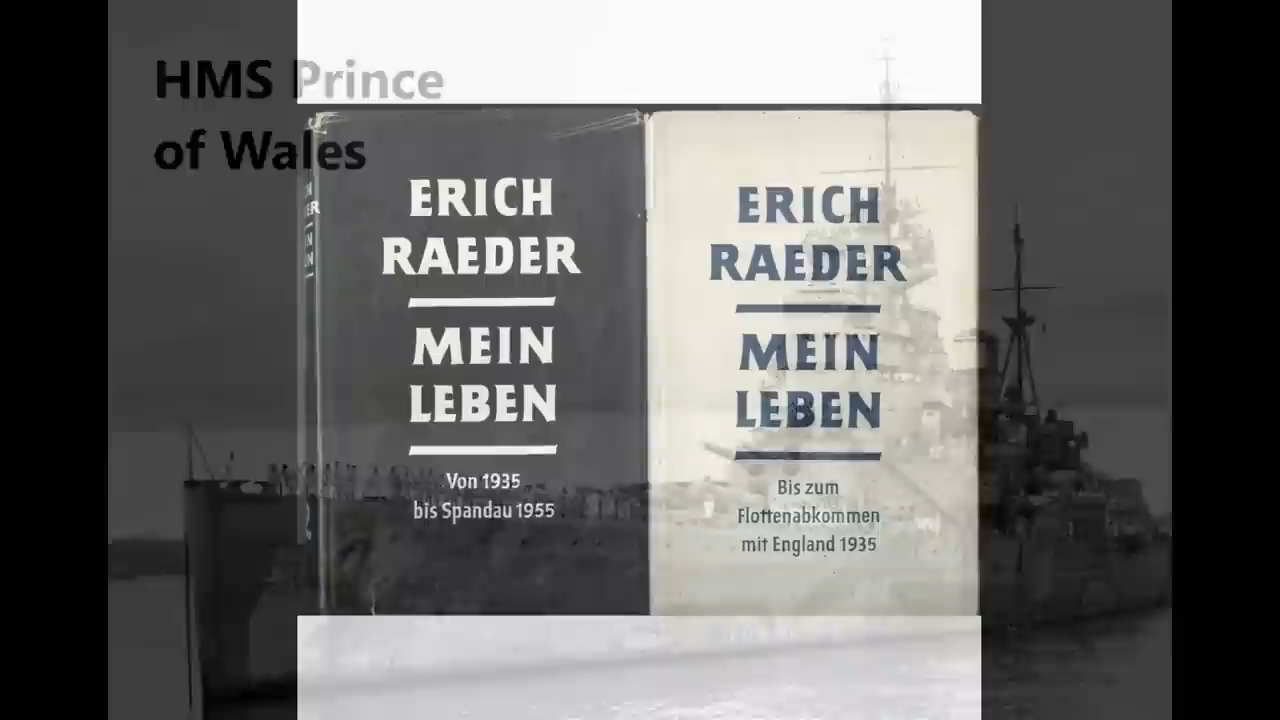 HMS Prince
of Wales
ERICH
RAEDER
MEIN
LEBEN
Von 1935
bis Spandau 1955
ERICH
RAEDER
MEIN
LEBEN
Bis zum
Flottenabkommen
mit England 1935